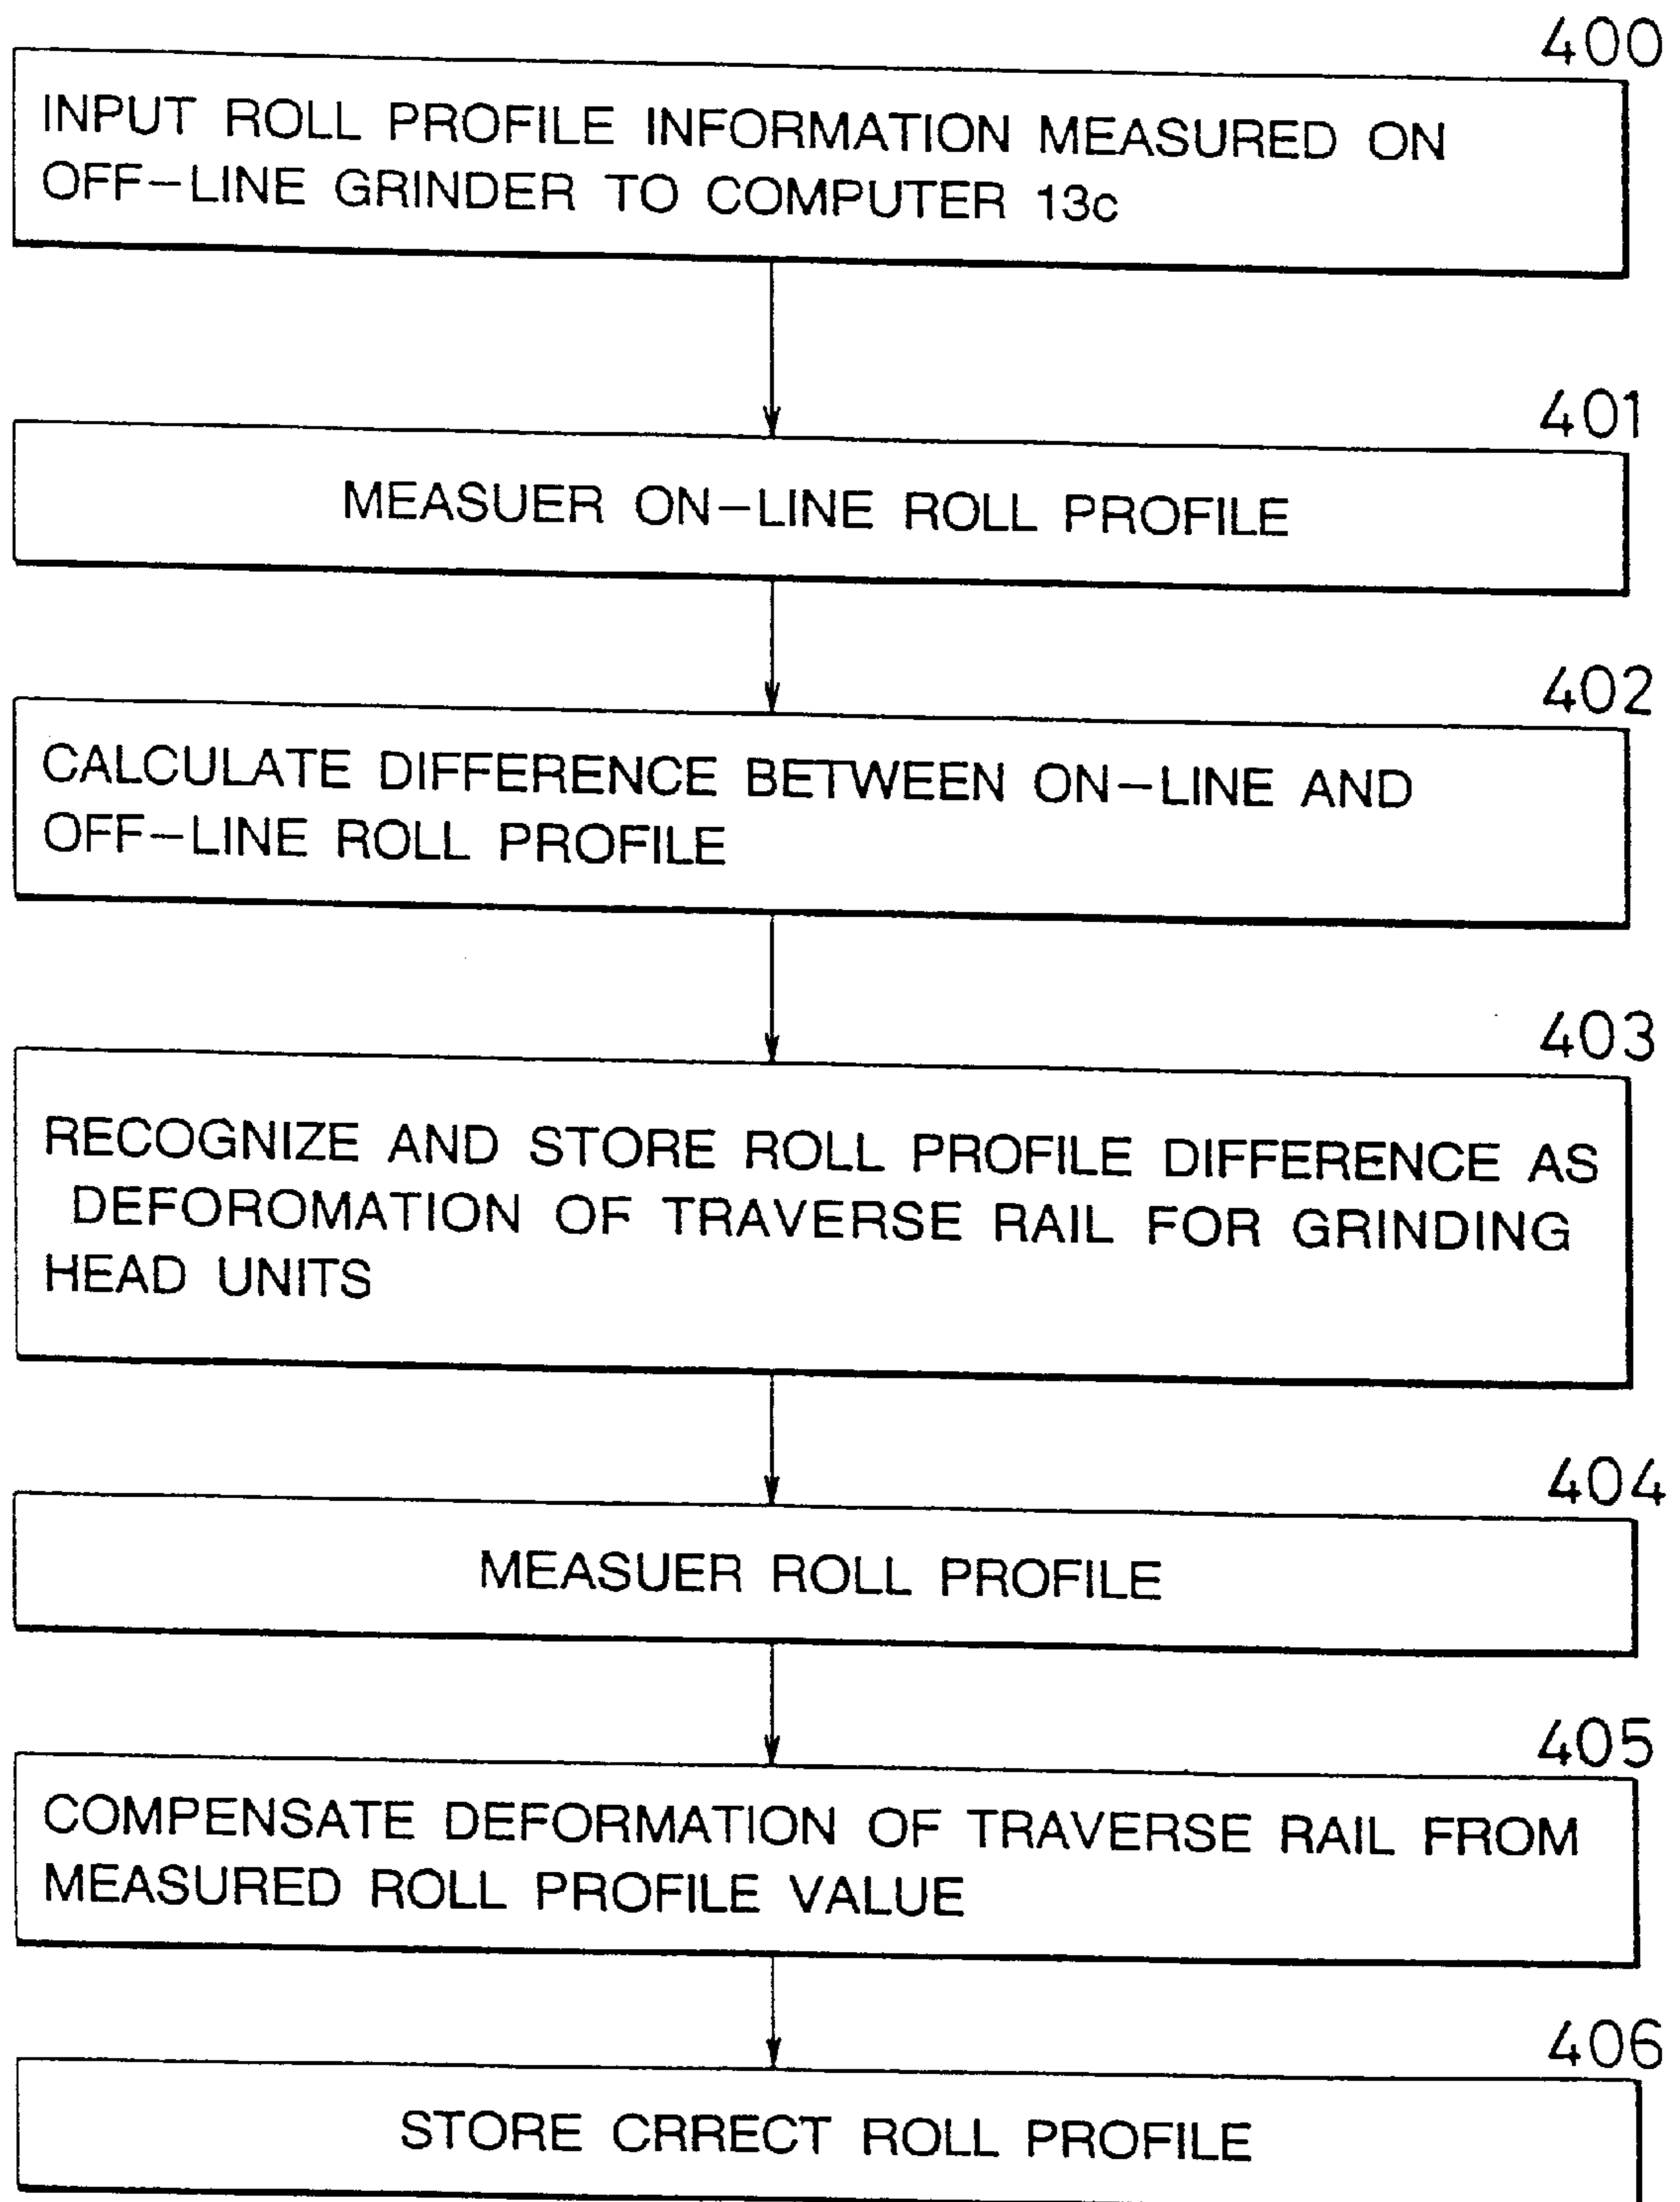 400
INPUT ROLL PROFILE INFORMATION MEASURED ON
OFF-LINE GRINDER TO COMPUTER 13c
401
MEASUER ON-LINE ROLL PROFILE
402
CALCULATE DIFFERENCE BETWEEN ON-LINE AND
OFF-LINE ROLL PROFILE
403
RECOGNIZE AND STORE ROLL PROFILE DIFFERENCE AS
DEFOROMATION OF TRAVERSE RAIL FOR GRINDING
HEAD UNITS
404
MEASUER ROLL PROFILE
405
COMPENSATE DEFORMATION OF TRAVERSE RAIL FROM
MEASURED ROLL PROFILE VALUE
406
STORE CRRECT ROLL PROFILE